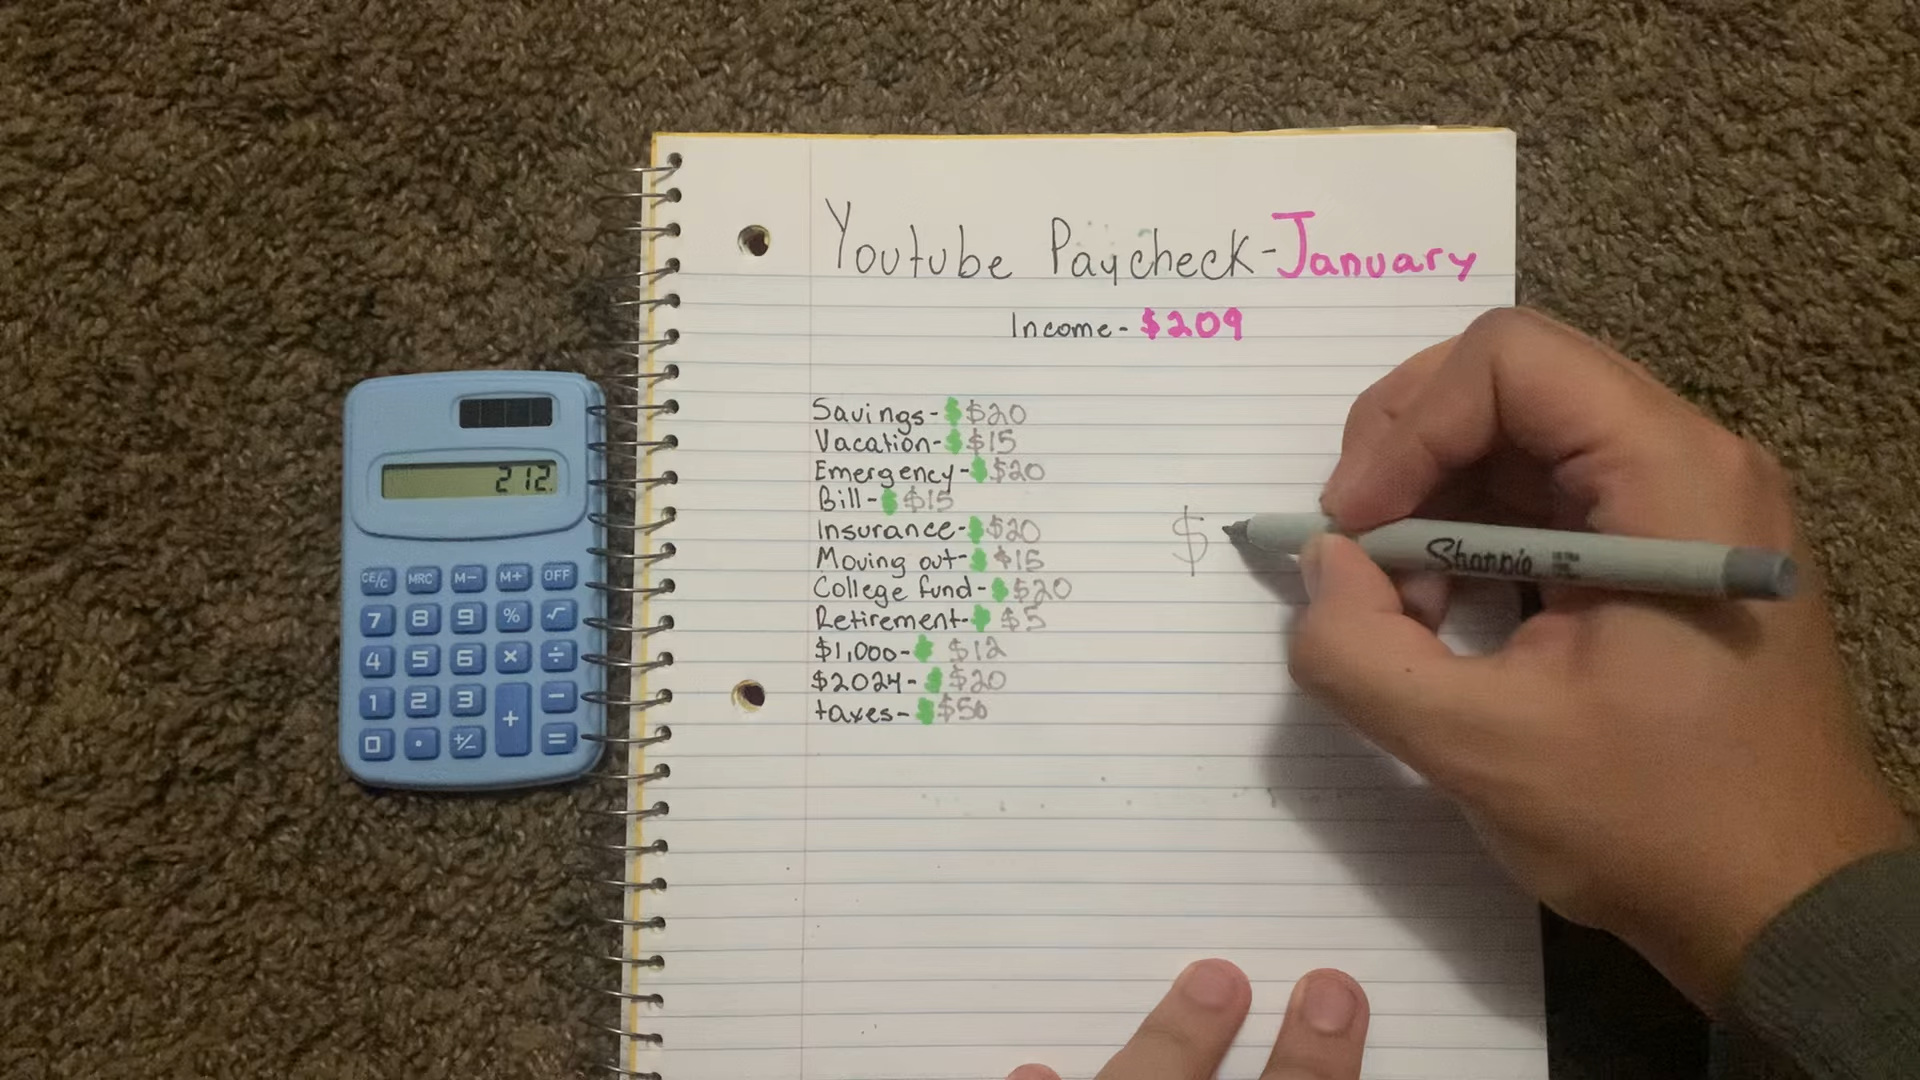 Youtube Paycheck-January
Income-$209
Savings-$ $20
Vacation-$ $15
Emergency-$ $20
Bill-$ $15
Insurance-$ $20
Moving out-$ $15
College fund-$ $20
Retirement-$ $5
$1,000-$ $12
$2024-$ $20
taxes-$ $50
$
Sharpie
212.
CE/C MRC M- M+ OFF
7 8 9 % √
4 5 6 × ÷
1 2 3 + -
0 . +/- =